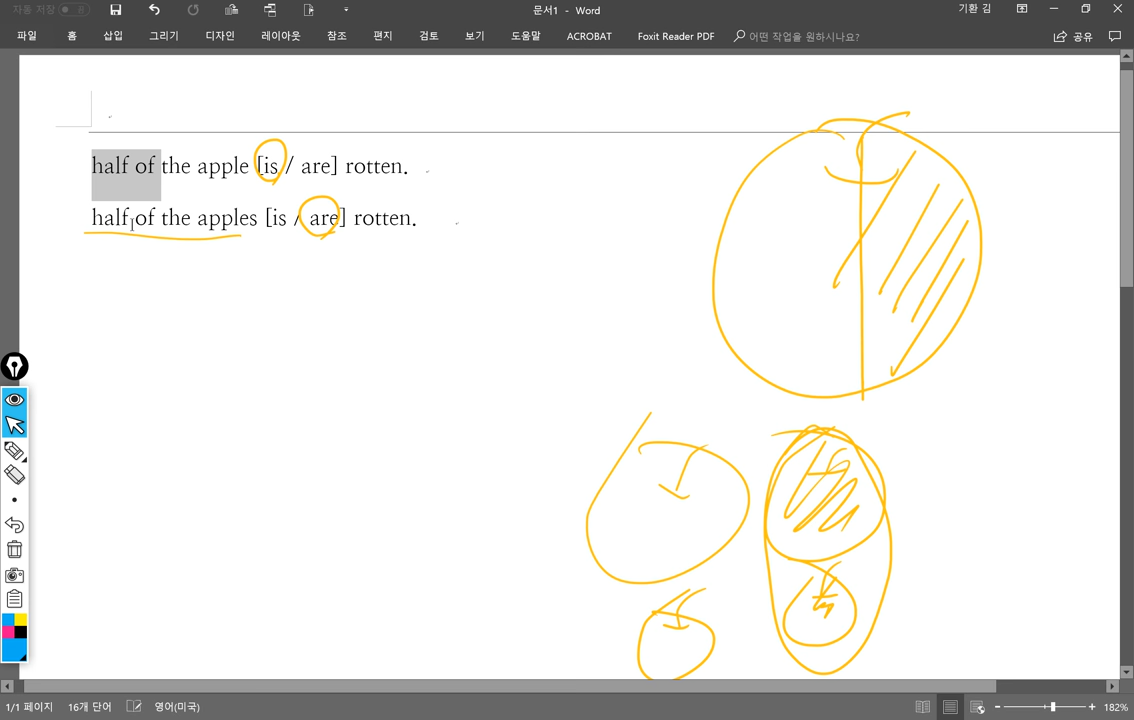 자동 저장
문서1 - Word
기환 김
파일 홈 삽입 그리기 디자인 레이아웃 참조 편지 검토 보기 도움말 ACROBAT Foxit Reader PDF 어떤 작업을 원하시나요? 공유
half of the apple [is / are] rotten.
half of the apples [is / are] rotten.
1/1 페이지 16개 단어 영어(미국) 182%